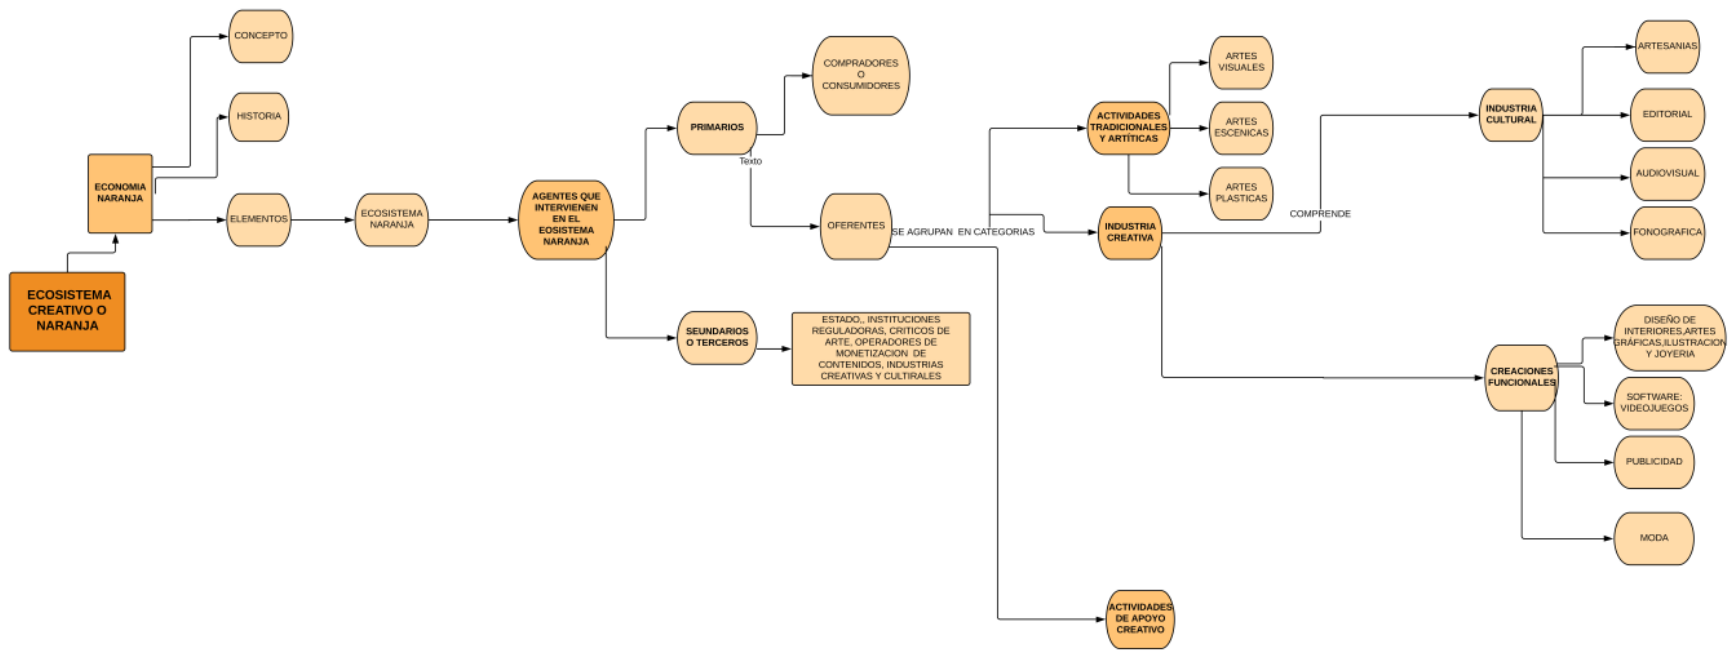 CONCEPTO
HISTORIA
ECONOMIA
NARANJA
ELEMENTOS
ECOSISTEMA
NARANJA
ECOSISTEMA
CREATIVO O
NARANJA
AGENTES QUE
INTERVIENEN
EN EL
EOSISTEMA
NARANJA
PRIMARIOS
Texto
COMPRADORES
O
CONSUMIDORES
OFERENTES
SE AGRUPAN EN CATEGORIAS
SEUNDARIOS
O TERCEROS
ESTADO,, INSTITUCIONES
REGULADORAS, CRITICOS DE
ARTE, OPERADORES DE
MONETIZACION DE
CONTENIDOS, INDUSTRIAS
CREATIVAS Y CULTIRALES
ACTIVIDADES
TRADICIONALES
Y ARTÍTICAS
ARTES
VISUALES
ARTES
ESCENICAS
ARTES
PLASTICAS
INDUSTRIA
CREATIVA
COMPRENDE
INDUSTRIA
CULTURAL
ARTESANIAS
EDITORIAL
AUDIOVISUAL
FONOGRAFICA
CREACIONES
FUNCIONALES
DISEÑO DE
INTERIORES,ARTES
GRÁFICAS,ILUSTRACION
Y JOYERIA
SOFTWARE:
VIDEOJUEGOS
PUBLICIDAD
MODA
ACTIVIDADES
DE APOYO
CREATIVO